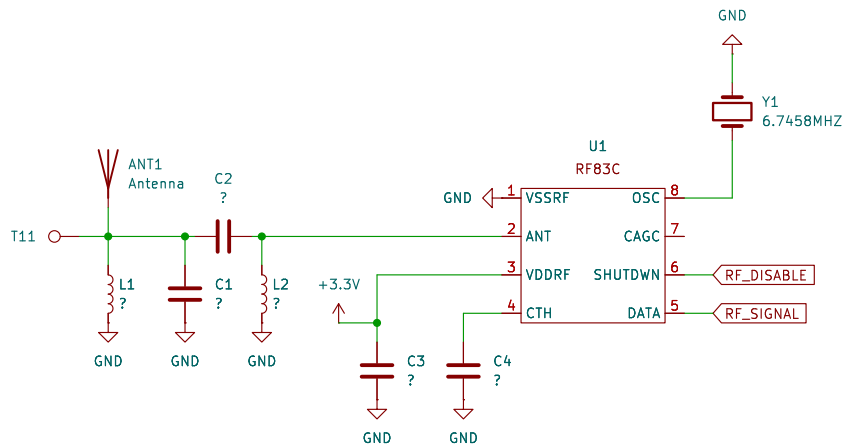 GND
Y1
6.7458MHZ
U1
RF83C
ANT1
Antenna
C2
?
GND
1
VSSRF
OSC
8
T11
2
ANT
CAGC
7
3
VDDRF
SHUTDWN
6
RF_DISABLE
L1
?
C1
?
L2
?
+3.3V
4
CTH
DATA
5
RF_SIGNAL
GND
GND
GND
C3
?
C4
?
GND
GND